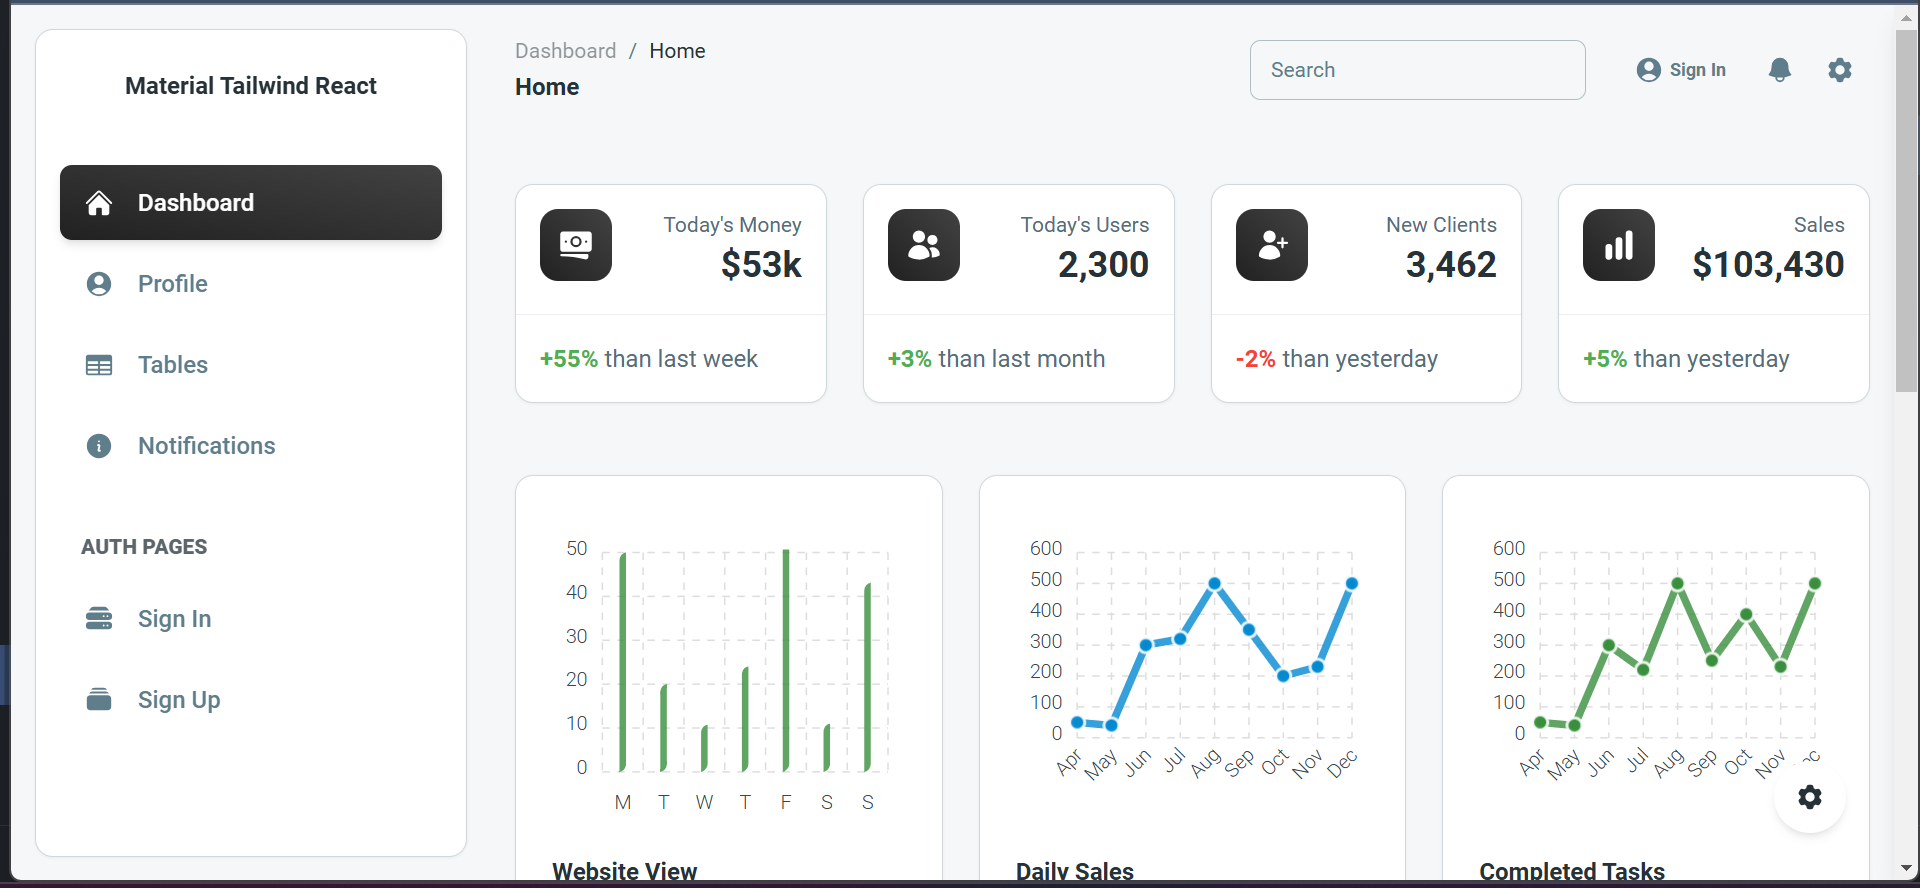 Material Tailwind React
Dashboard
Profile
Tables
Notifications
AUTH PAGES
Sign In
Sign Up
Dashboard / Home
Home
Search
Sign In
Today's Money
$53k
+55% than last week
Today's Users
2,300
+3% than last month
New Clients
3,462
-2% than yesterday
Sales
$103,430
+5% than yesterday
50
40
30
20
10
0
M T W T F S S
Website View
600
500
400
300
200
100
0
Apr May Jun Jul Aug Sep Oct Nov Dec
Daily Sales
600
500
400
300
200
100
0
Apr May Jun Jul Aug Sep Oct Nov
Completed Tasks